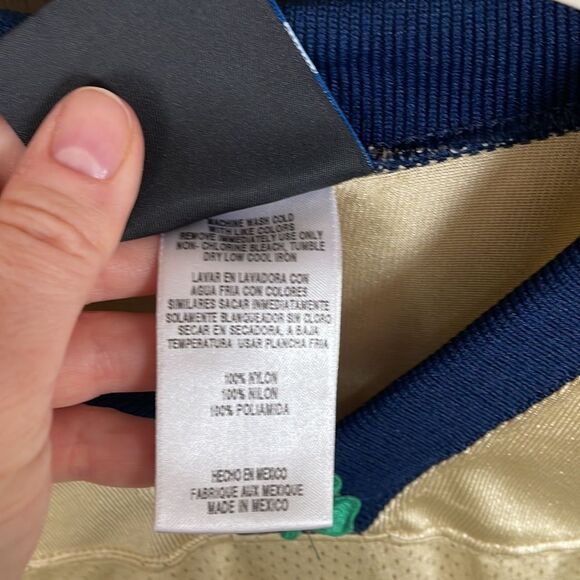 MACHINE WASH COLD
WITH LIKE COLORS
REMOVE IMMEDIATELY USE ONLY
NON- CHLORINE BLEACH, TUMBLE
DRY LOW COOL IRON
LAVAR EN LAVADORA CON
AGUA FRIA CON COLORES
SIMILARES SACAR INMEDIATAMENTE
SOLAMENTE BLANQUEADOR SIN CLORO
SECAR EN SECADORA, A BAJA
TEMPERATURA USAR PLANCHA FRIA
100% NYLON
100% NILON
100% POLIAMIDA
HECHO EN MEXICO
FABRIQUE AUX MEXIQUE
MADE IN MEXICO